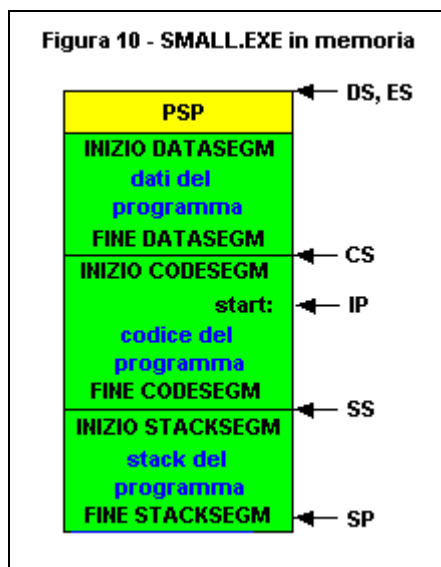 Figura 10 - SMALL.EXE in memoria
DS, ES
PSP
INIZIO DATASEGM
dati del
programma
FINE DATASEGM
CS
INIZIO CODESEGM
start:
IP
codice del
programma
FINE CODESEGM
SS
INIZIO STACKSEGM
stack del
programma
FINE STACKSEGM
SP